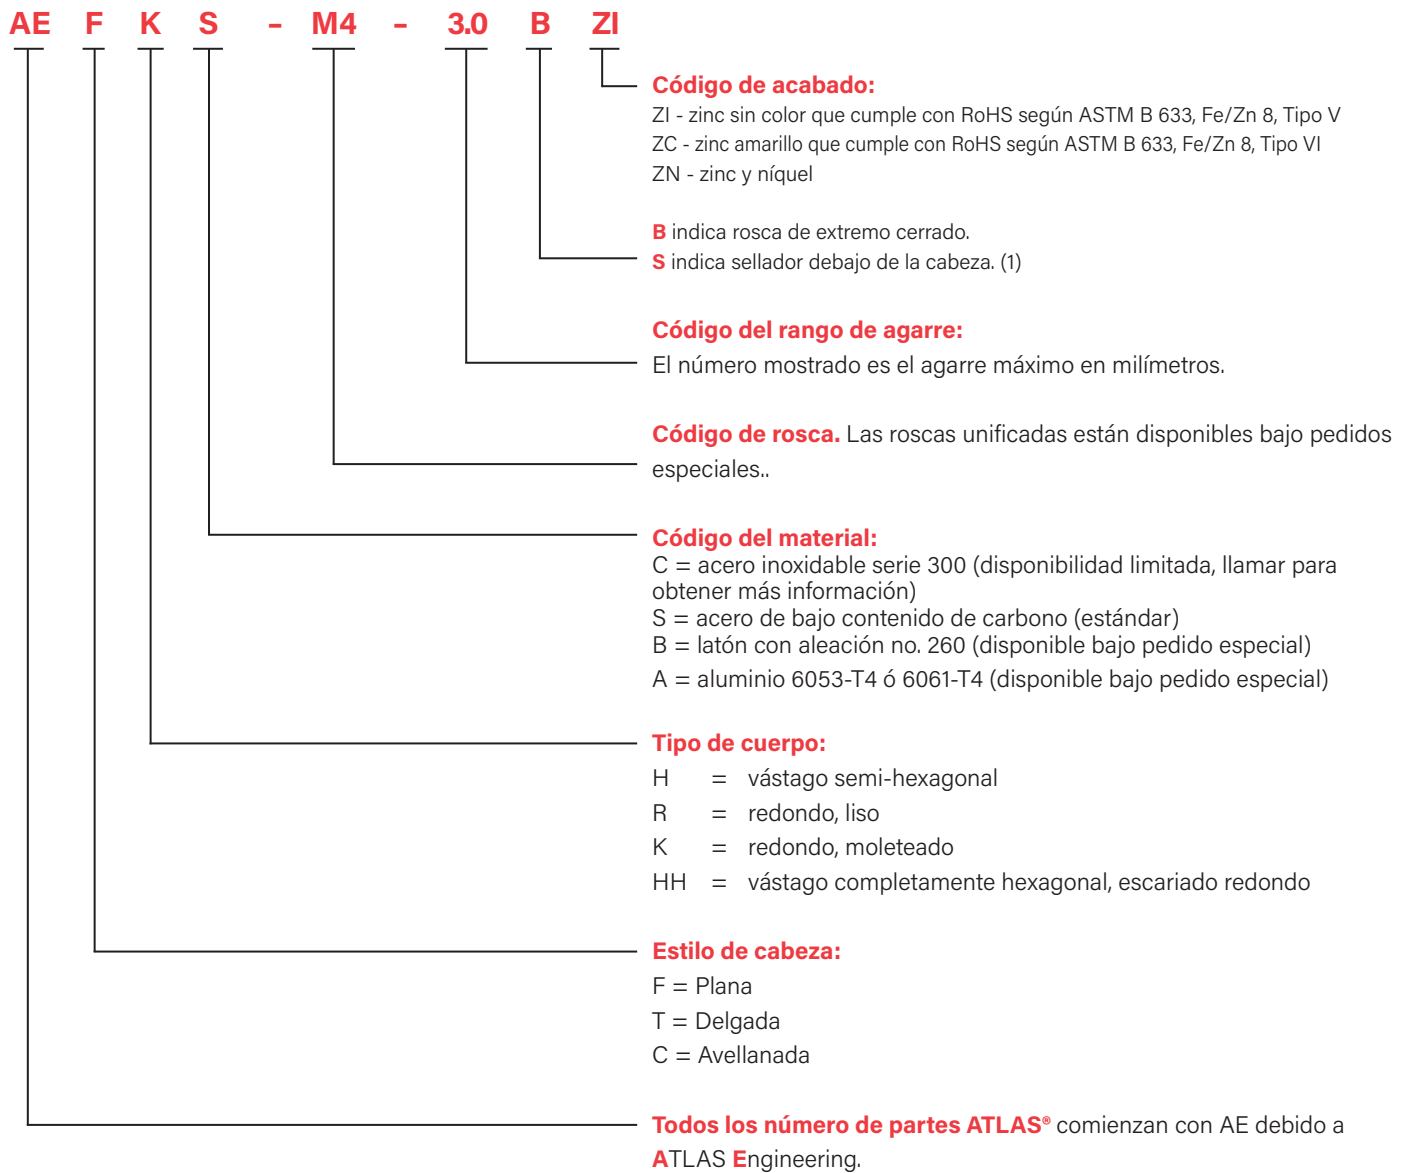 AE F K S - M4 - 3.0 B ZI
Código de acabado:
ZI - zinc sin color que cumple con RoHS según ASTM B 633, Fe/Zn 8, Tipo V
ZC - zinc amarillo que cumple con RoHS según ASTM B 633, Fe/Zn 8, Tipo VI
ZN - zinc y níquel
B indica rosca de extremo cerrado.
S indica sellador debajo de la cabeza. (1)
Código del rango de agarre:
El número mostrado es el agarre máximo en milímetros.
Código de rosca. Las roscas unificadas están disponibles bajo pedidos
especiales..
Código del material:
C = acero inoxidable serie 300 (disponibilidad limitada, llamar para
obtener más información)
S = acero de bajo contenido de carbono (estándar)
B = latón con aleación no. 260 (disponible bajo pedido especial)
A = aluminio 6053-T4 ó 6061-T4 (disponible bajo pedido especial)
Tipo de cuerpo:
H = vástago semi-hexagonal
R = redondo, liso
K = redondo, moleteado
HH = vástago completamente hexagonal, escariado redondo
Estilo de cabeza:
F = Plana
T = Delgada
C = Avellanada
Todos los número de partes ATLAS® comienzan con AE debido a
ATLAS Engineering.